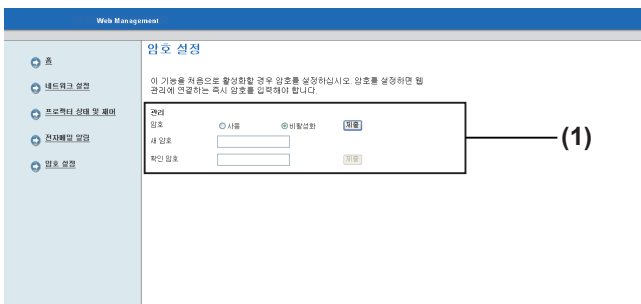 Web Management
암호 설정
홈
네트워크 설정
프로젝터 상태 및 제어
전자메일 알림
암호 설정
이 기능을 처음으로 활성화할 경우 암호를 설정하십시오. 암호를 설정하면 웹
관리에 연결하는 즉시 암호를 입력해야 합니다.
관리
암호 사용 비활성화 제출
새 암호
확인 암호 제출
(1)